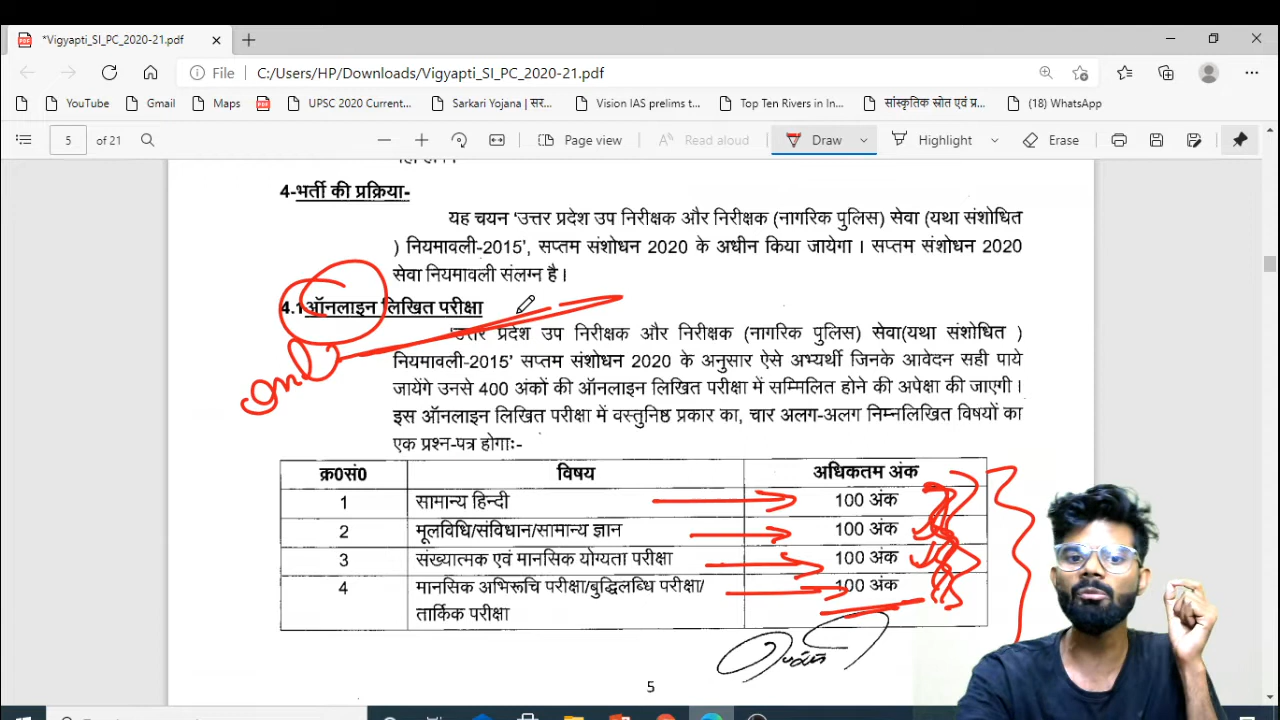 *Vigyapti_SI_PC_2020-21.pdf
File C:/Users/HP/Downloads/Vigyapti_SI_PC_2020-21.pdf
YouTube Gmail Maps UPSC 2020 Current... Sarkari Yojana | सर... Vision IAS prelims t... Top Ten Rivers in In... सांस्कृतिक स्रोत एवं प्र... (18) WhatsApp
5 of 21 Page view Read aloud Draw Highlight Erase
4-भर्ती की प्रक्रिया-
यह चयन 'उत्तर प्रदेश उप निरीक्षक और निरीक्षक (नागरिक पुलिस) सेवा (यथा संशोधित
) नियमावली-2015', सप्तम संशोधन 2020 के अधीन किया जायेगा । सप्तम संशोधन 2020
सेवा नियमावली संलग्न है।
4.1ऑनलाइन लिखित परीक्षा
'उत्तर प्रदेश उप निरीक्षक और निरीक्षक (नागरिक पुलिस) सेवा(यथा संशोधित )
नियमावली-2015' सप्तम संशोधन 2020 के अनुसार ऐसे अभ्यर्थी जिनके आवेदन सही पाये
जायेंगे उनसे 400 अंकों की ऑनलाइन लिखित परीक्षा में सम्मिलित होने की अपेक्षा की जाएगी ।
इस ऑनलाइन लिखित परीक्षा में वस्तुनिष्ठ प्रकार का, चार अलग-अलग निम्नलिखित विषयों का
एक प्रश्न-पत्र होगाः-
क्र0सं0 विषय अधिकतम अंक
1 सामान्य हिन्दी 100 अंक
2 मूलविधि/संविधान/सामान्य ज्ञान 100 अंक
3 संख्यात्मक एवं मानसिक योग्यता परीक्षा 100 अंक
4 मानसिक अभिरूचि परीक्षा/बुद्धिलब्धि परीक्षा/ 100 अंक
तार्किक परीक्षा
5